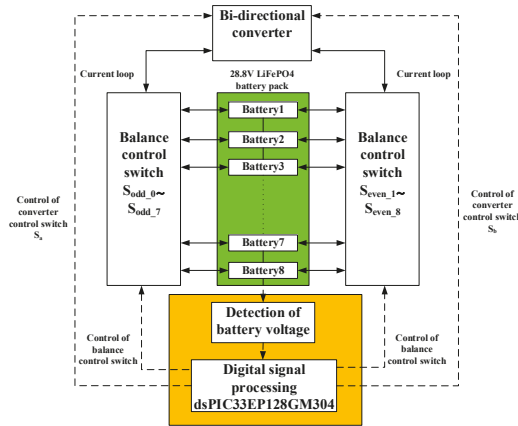 Bi-directional
converter
Current loop
28.8V LiFePO4
battery pack
Current loop
Battery1
Battery2
Battery3
Battery7
Battery8
Balance
control
switch
Sodd_0~
Sodd_7
Balance
control
switch
Seven_1~
Seven_8
Control of
converter
control switch
Sa
Control of
converter
control switch
Sb
Detection of
battery voltage
Control of
balance
control switch
Control of
balance
control switch
Digital signal
processing
dsPIC33EP128GM304